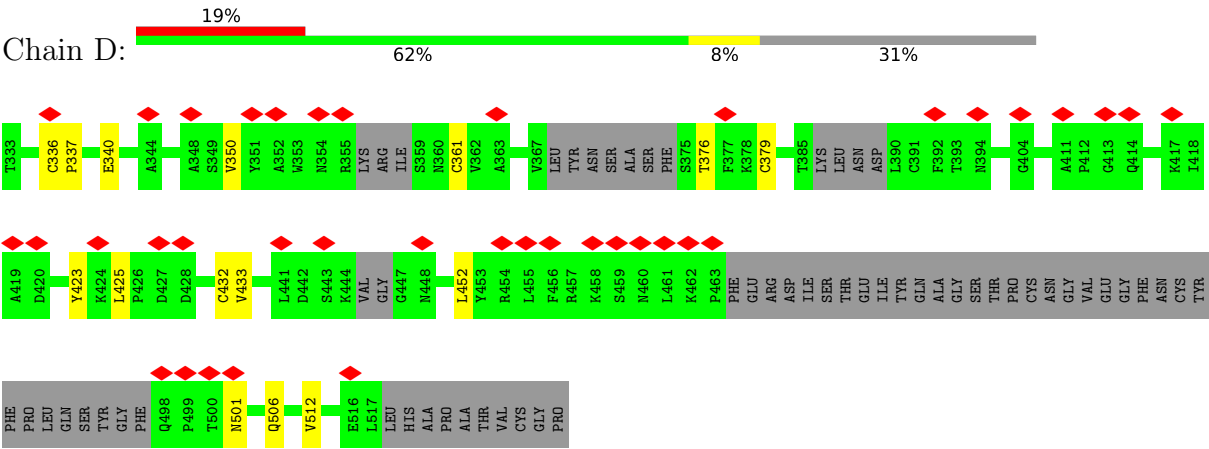 19%
Chain D:
62% 8% 31%
T333 C336 P337 E340 A344 A348 S349 V350 Y351 A352 W353 N354 R355 LYS ARG ILE S359 N360 C361 V362 A363 V367 LEU TYR ASN SER ALA SER PHE S375 T376 F377 K378 C379 T385 LYS LEU ASN ASP L390 C391 F392 T393 N394 G404 A411 P412 G413 Q414 K417 I418
A419 D420 Y423 K424 L425 P426 D427 D428 C432 V433 L441 D442 S443 K444 VAL GLY G447 N448 L452 Y453 R454 L455 F456 R457 K458 S459 N460 L461 K462 P463 PHE GLU ARG ASP ILE SER THR GLU ILE TYR GLN ALA GLY SER THR PRO CYS ASN GLY VAL GLU GLY PHE ASN CYS TYR
PHE PRO LEU GLN SER TYR GLY PHE Q498 P499 T500 N501 Q506 V512 E516 L517 LEU HIS ALA PRO ALA THR VAL CYS GLY PRO